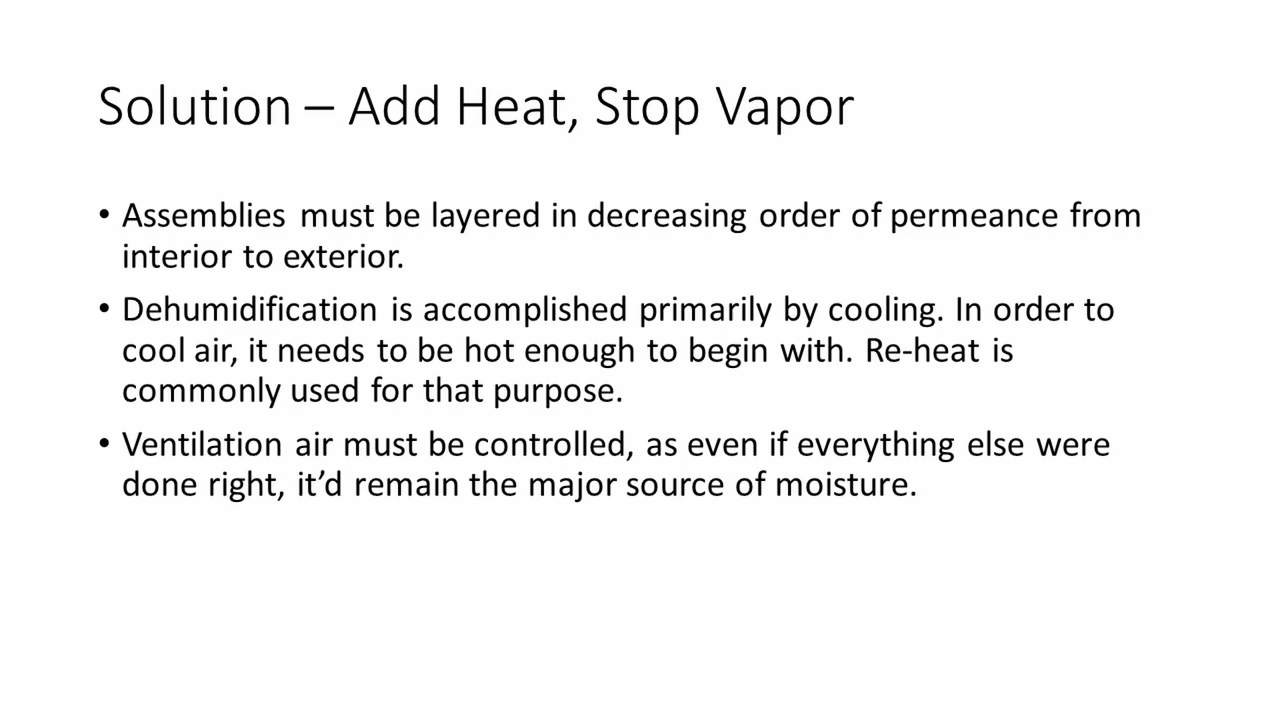 Solution – Add Heat, Stop Vapor
• Assemblies must be layered in decreasing order of permeance from
interior to exterior.
• Dehumidification is accomplished primarily by cooling. In order to
cool air, it needs to be hot enough to begin with. Re-heat is
commonly used for that purpose.
• Ventilation air must be controlled, as even if everything else were
done right, it’d remain the major source of moisture.